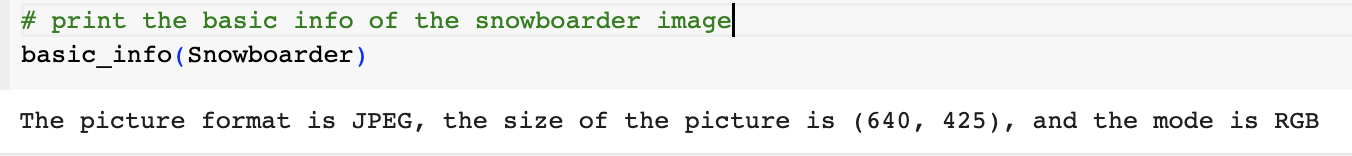 # print the basic info of the snowboarder image
basic_info(Snowboarder)
The picture format is JPEG, the size of the picture is (640, 425), and the mode is RGB